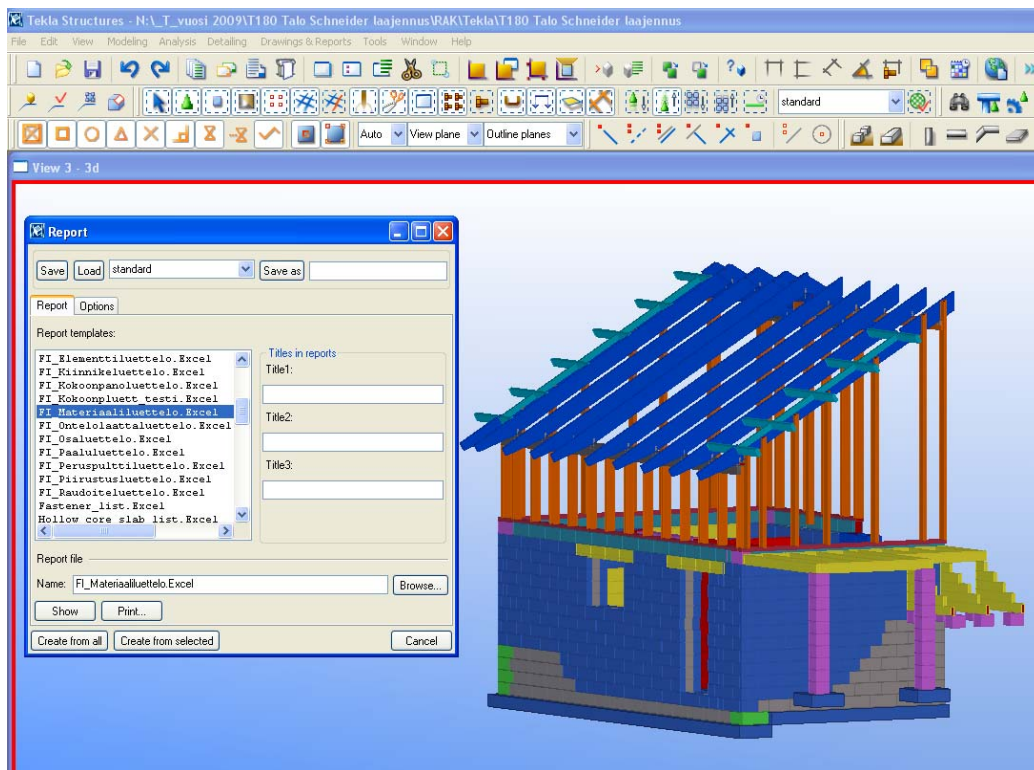 Tekla Structures - N:\_T_vuosi 2009\T180 Talo Schneider laajennus\RAK\Tekla\T180 Talo Schneider laajennus
File Edit View Modeling Analysis Detailing Drawings & Reports Tools Window Help
standard
Auto View plane Outline planes
View 3 - 3d
Report
Save Load standard Save as
Report Options
Report templates:
Titles in reports
FI_Elementtiluettelo.Excel
FI_Kiinnikeluettelo.Excel
FI_Kokoonpanoluettelo.Excel
FI_Kokoonpluett_testi.Excel
FI_Materiaaliluettelo.Excel
FI_Ontelolaattaluettelo.Excel
FI_Osaluettelo.Excel
FI_Paaluluettelo.Excel
FI_Peruspulttiluettelo.Excel
FI_Piirustusluettelo.Excel
FI_Raudoiteluettelo.Excel
Fastener_list.Excel
Hollow core slab list.Excel
Title1:
Title2:
Title3:
Report file
Name: FI_Materiaaliluettelo.Excel Browse...
Show Print...
Create from all Create from selected Cancel